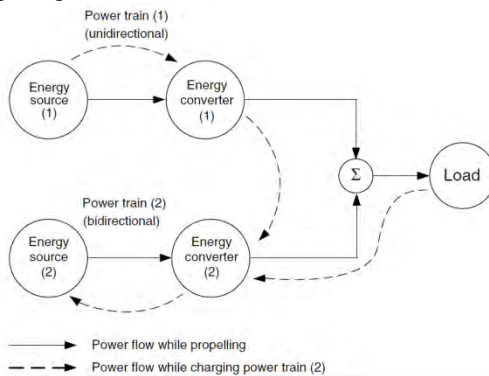 Power train (1)
(unidirectional)
Energy
source
(1)
Energy
converter
(1)
Σ
Load
Power train (2)
(bidirectional)
Energy
source
(2)
Energy
converter
(2)
Power flow while propelling
Power flow while charging power train (2)